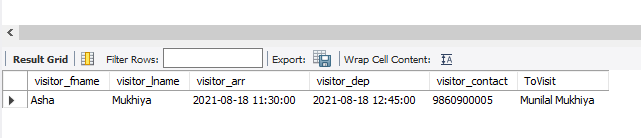 Result Grid Filter Rows: Export: Wrap Cell Content: IA
visitor_fname visitor_lname visitor_arr visitor_dep visitor_contact ToVisit
Asha Mukhiya 2021-08-18 11:30:00 2021-08-18 12:45:00 9860900005 Munilal Mukhiya